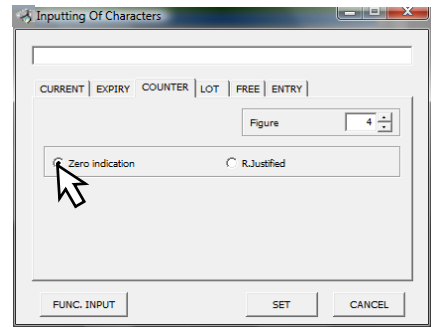 Inputting Of Characters
CURRENT EXPIRY COUNTER LOT FREE ENTRY
Figure 4
Zero indication R.Justified
FUNC. INPUT SET CANCEL